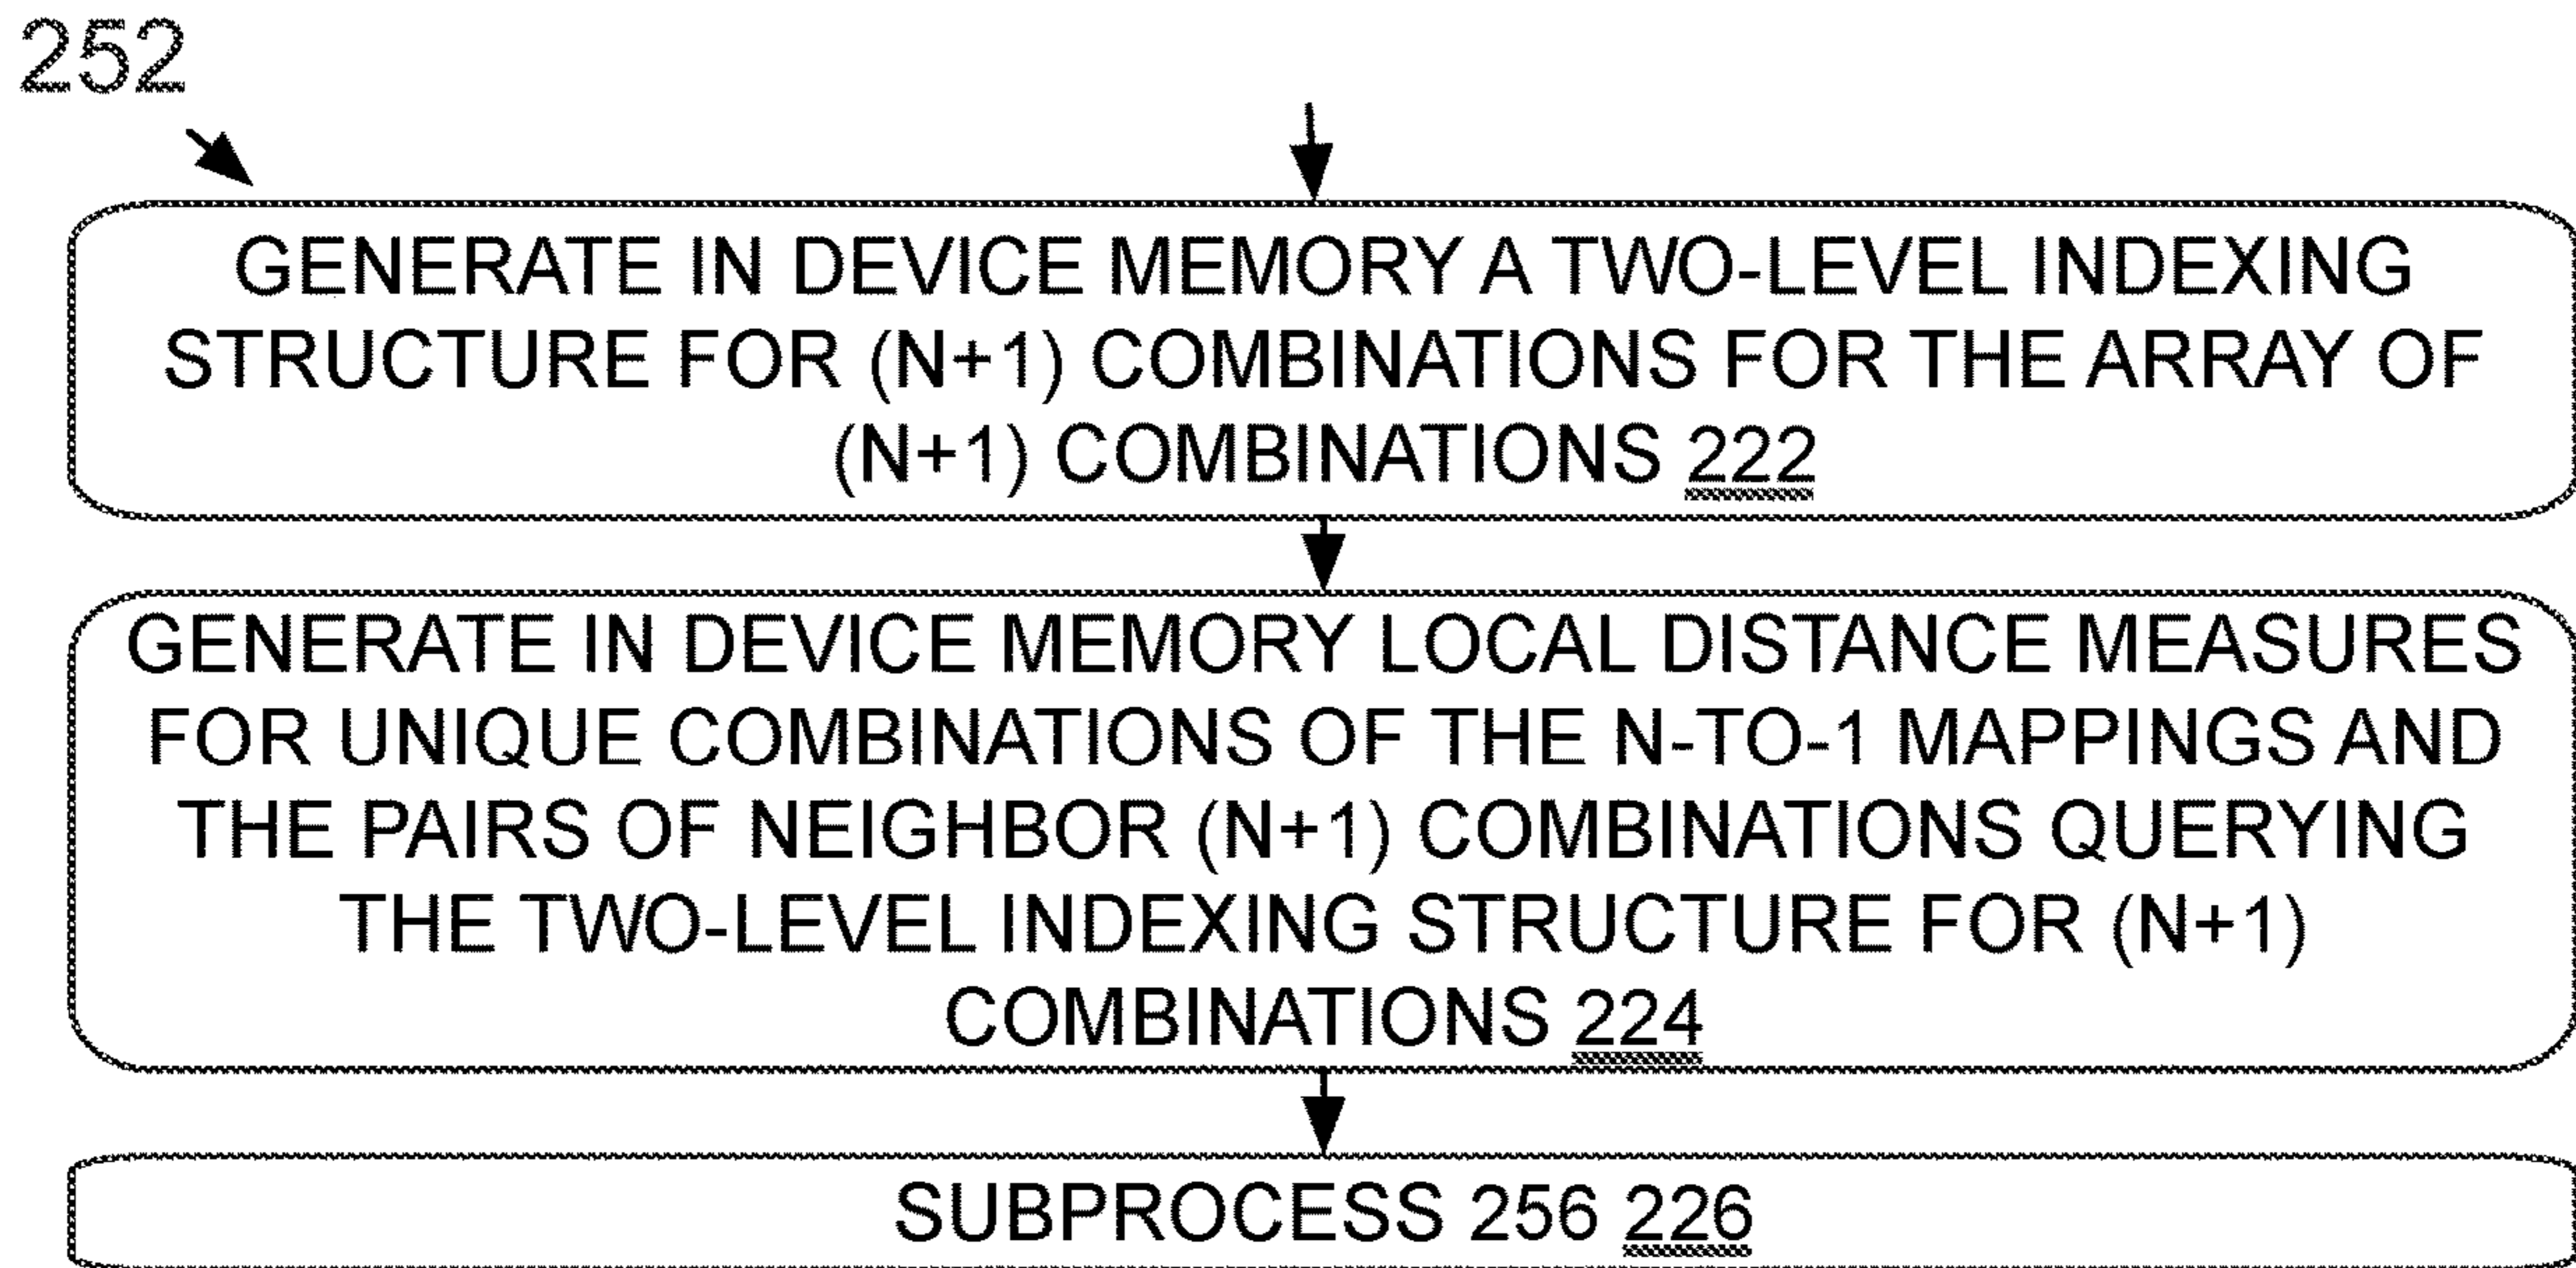 252
GENERATE IN DEVICE MEMORY A TWO-LEVEL INDEXING
STRUCTURE FOR (N+1) COMBINATIONS FOR THE ARRAY OF
(N+1) COMBINATIONS 222
GENERATE IN DEVICE MEMORY LOCAL DISTANCE MEASURES
FOR UNIQUE COMBINATIONS OF THE N-TO-1 MAPPINGS AND
THE PAIRS OF NEIGHBOR (N+1) COMBINATIONS QUERYING
THE TWO-LEVEL INDEXING STRUCTURE FOR (N+1)
COMBINATIONS 224
SUBPROCESS 256 226